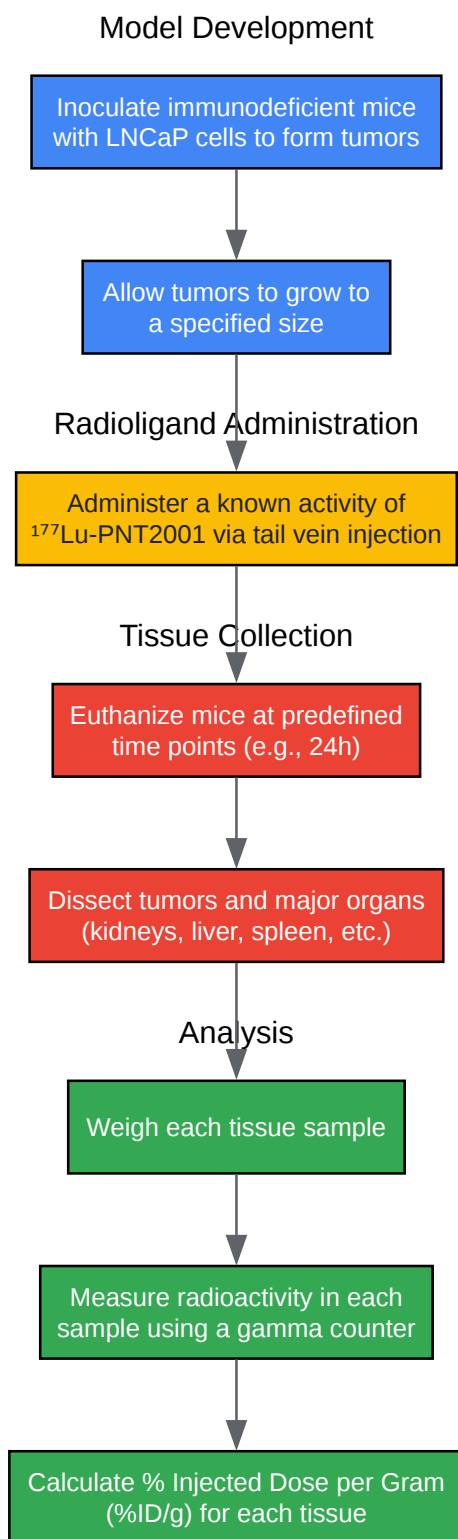 Model Development
Inoculate immunodeficient mice
with LNCaP cells to form tumors
Allow tumors to grow to
a specified size
Radioligand Administration
Administer a known activity of
¹⁷⁷Lu-PNT2001 via tail vein injection
Tissue Collection
Euthanize mice at predefined
time points (e.g., 24h)
Dissect tumors and major organs
(kidneys, liver, spleen, etc.)
Analysis
Weigh each tissue sample
Measure radioactivity in each
sample using a gamma counter
Calculate % Injected Dose per Gram
(%ID/g) for each tissue